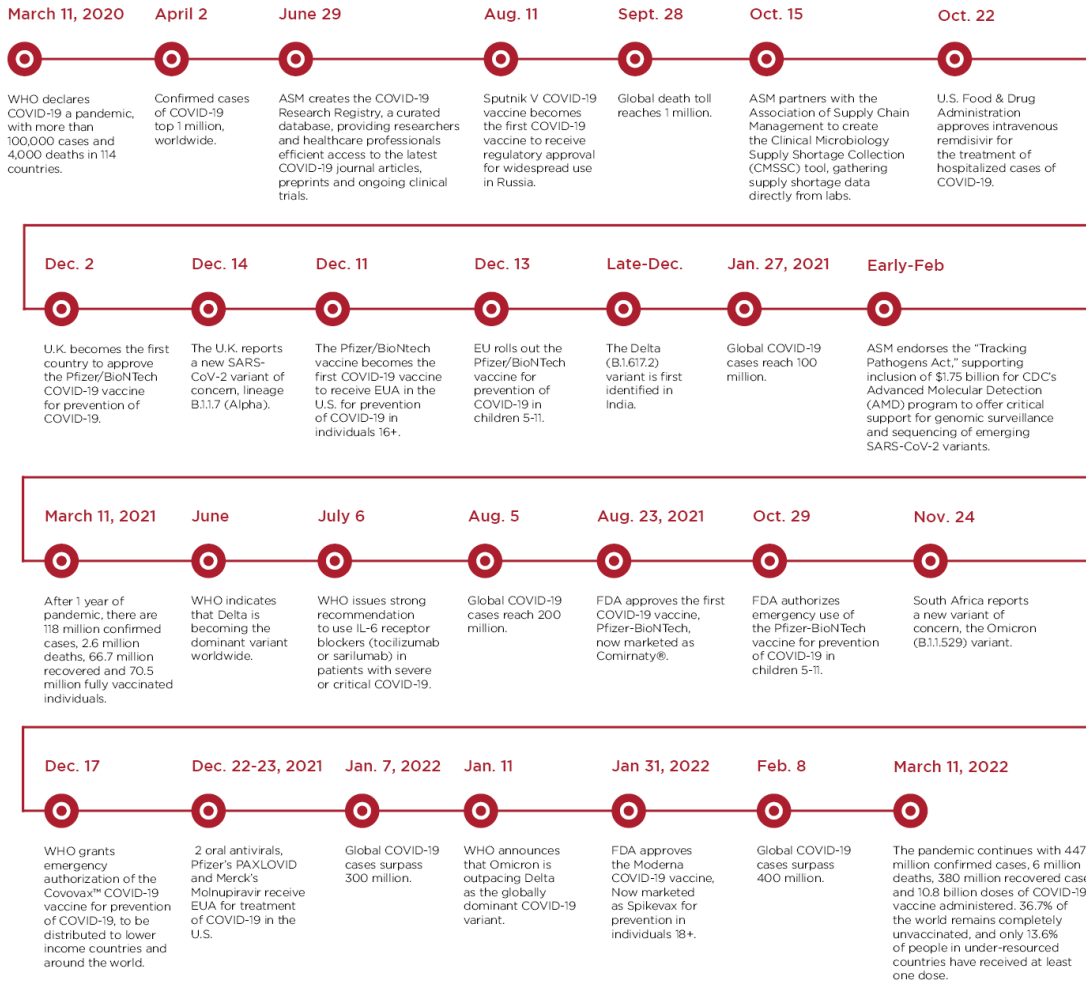 March 11, 2020
WHO declares
COVID-19 a pandemic,
with more than
100,000 cases and
4,000 deaths in 114
countries.
April 2
Confirmed cases
of COVID-19
top 1 million,
worldwide.
June 29
ASM creates the COVID-19
Research Registry, a curated
database, providing researchers
and healthcare professionals
efficient access to the latest
COVID-19 journal articles,
preprints and ongoing clinical
trials.
Aug. 11
Sputnik V COVID-19
vaccine becomes
the first COVID-19
vaccine to receive
regulatory approval
for widespread use
in Russia.
Sept. 28
Global death toll
reaches 1 million.
Oct. 15
ASM partners with the
Association of Supply Chain
Management to create
the Clinical Microbiology
Supply Shortage Collection
(CMSSC) tool, gathering
supply shortage data
directly from labs.
Oct. 22
U.S. Food & Drug
Administration
approves intravenous
remdisivir for
the treatment of
hospitalized cases of
COVID-19.
Dec. 2
U.K. becomes the first
country to approve
the Pfizer/BioNTech
COVID-19 vaccine
for prevention of
COVID-19.
Dec. 14
The U.K. reports
a new SARS-
CoV-2 variant of
concern, lineage
B.1.1.7 (Alpha).
Dec. 11
The Pfizer/BioNtech
vaccine becomes the
first COVID-19 vaccine
to receive EUA in the
U.S. for prevention
of COVID-19 in
individuals 16+.
Dec. 13
EU rolls out the
Pfizer/BioNTech
vaccine for
prevention of
COVID-19 in
children 5-11.
Late-Dec.
The Delta
(B.1.617.2)
variant is first
identified in
India.
Jan. 27, 2021
Global COVID-19
cases reach 100
million.
Early-Feb
ASM endorses the “Tracking
Pathogens Act,” supporting
inclusion of $1.75 billion for CDC’s
Advanced Molecular Detection
(AMD) program to offer critical
support for genomic surveillance
and sequencing of emerging
SARS-CoV-2 variants.
March 11, 2021
After 1 year of
pandemic, there are
118 million confirmed
cases, 2.6 million
deaths, 66.7 million
recovered and 70.5
million fully vaccinated
individuals.
June
WHO indicates
that Delta is
becoming the
dominant variant
worldwide.
July 6
WHO issues strong
recommendation
to use IL-6 receptor
blockers (tocilizumab
or sarilumab) in
patients with severe
or critical COVID-19.
Aug. 5
Global COVID-19
cases reach 200
million.
Aug. 23, 2021
FDA approves the first
COVID-19 vaccine,
Pfizer-BioNTech,
now marketed as
Comirnaty®.
Oct. 29
FDA authorizes
emergency use of
the Pfizer-BioNTech
vaccine for prevention
of COVID-19 in
children 5-11.
Nov. 24
South Africa reports
a new variant of
concern, the Omicron
(B.1.1.529) variant.
Dec. 17
WHO grants
emergency
authorization of the
Covovax™ COVID-19
vaccine for prevention
of COVID-19, to be
distributed to lower
income countries and
around the world.
Dec. 22-23, 2021
2 oral antivirals,
Pfizer’s PAXLOVID
and Merck’s
Molnupiravir receive
EUA for treatment
of COVID-19 in the
U.S.
Jan. 7, 2022
Global COVID-19
cases surpass
300 million.
Jan. 11
WHO announces
that Omicron is
outpacing Delta
as the globally
dominant COVID-19
variant.
Jan 31, 2022
FDA approves
the Moderna
COVID-19 vaccine,
Now marketed
as Spikevax for
prevention in
individuals 18+.
Feb. 8
Global COVID-19
cases surpass
400 million.
March 11, 2022
The pandemic continues with 447
million confirmed cases, 6 million
deaths, 380 million recovered case
and 10.8 billion doses of COVID-19
vaccine administered. 36.7% of
the world remains completely
unvaccinated, and only 13.6%
of people in under-resourced
countries have received at least
one dose.